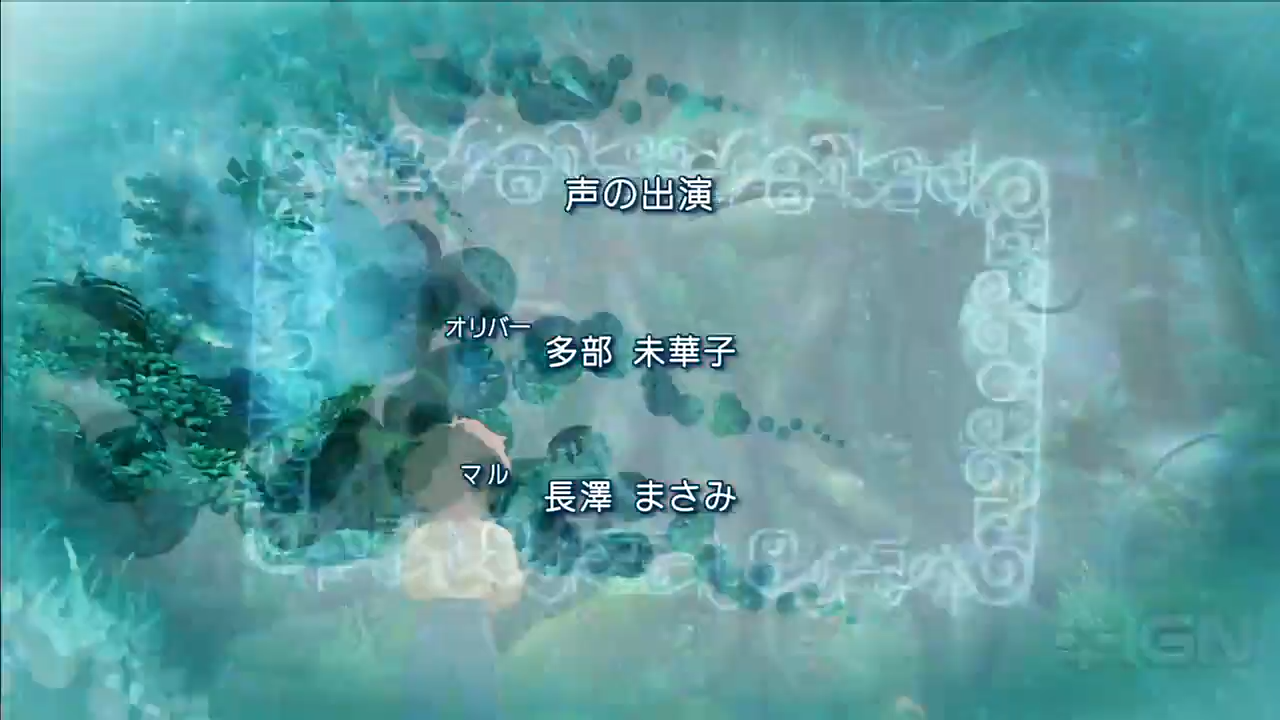 声の出演
オリバー
多部 未華子
マル
長澤 まさみ
IGN